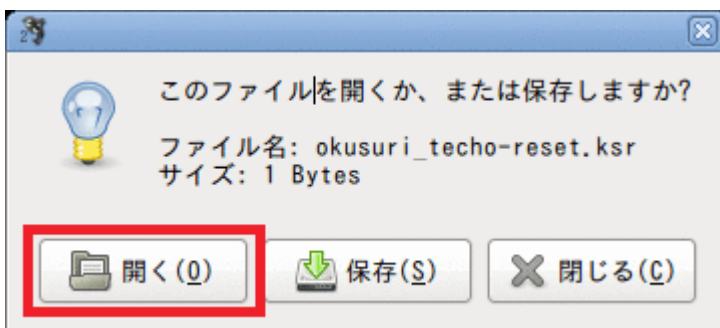 このファイルを開くか、または保存しますか?
ファイル名: okusuri_techo-reset.ksr
サイズ: 1 Bytes
開く(O) 保存(S) 閉じる(C)